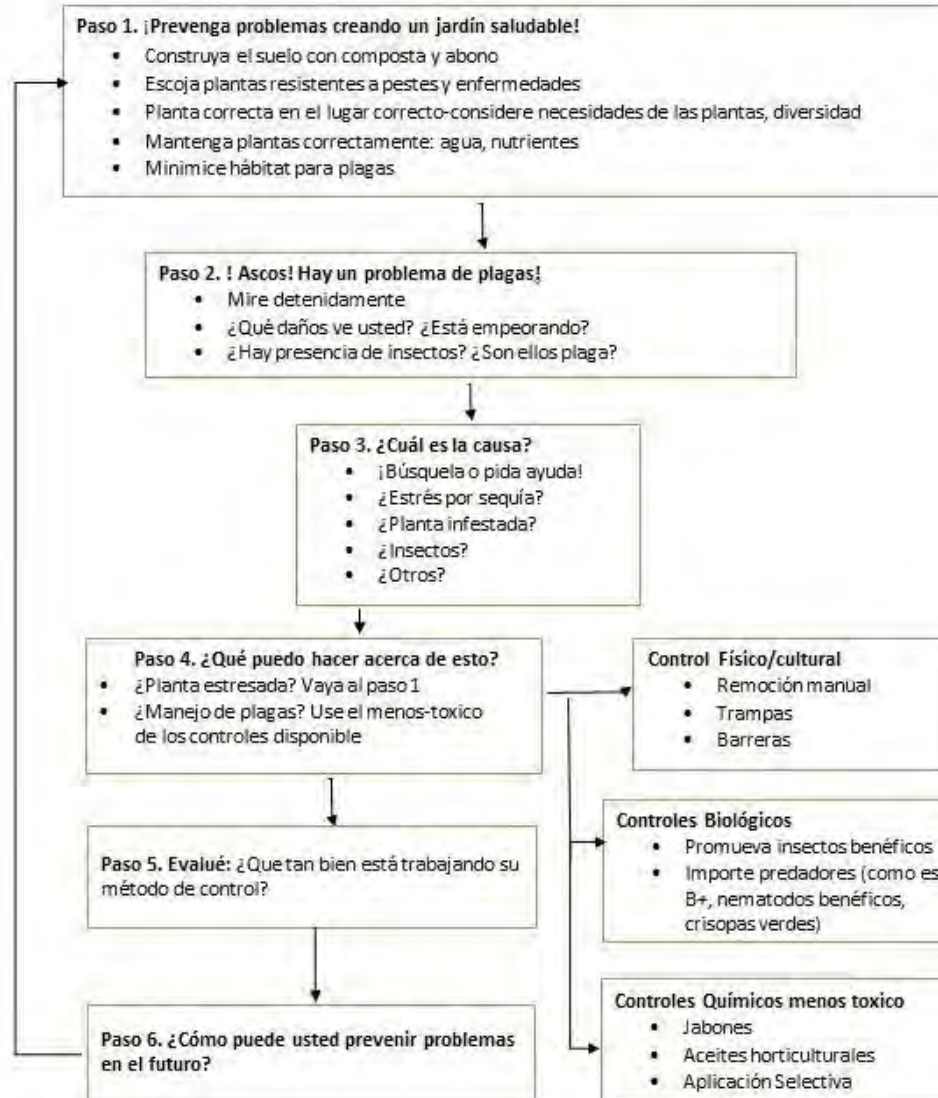 Paso 1. ¡Prevenga problemas creando un jardín saludable!
• Construya el suelo con composta y abono
• Escoja plantas resistentes a pestes y enfermedades
• Planta correcta en el lugar correcto-considere necesidades de las plantas, diversidad
• Mantenga plantas correctamente: agua, nutrientes
• Minimice hábitat para plagas
Paso 2. ! Ascos! Hay un problema de plagas!
• Mire detenidamente
• ¿Qué daños ve usted? ¿Está empeorando?
• ¿Hay presencia de insectos? ¿Son ellos plaga?
Paso 3. ¿Cuál es la causa?
• ¡Búsquela o pida ayuda!
• ¿Estrés por sequía?
• ¿Planta infestada?
• ¿Insectos?
• ¿Otros?
Paso 4. ¿Qué puedo hacer acerca de esto?
• ¿Planta estresada? Vaya al paso 1
• ¿Manejo de plagas? Use el menos-toxico
de los controles disponible
Control Físico/cultural
• Remoción manual
• Trampas
• Barreras
Controles Biológicos
• Promueva insectos benéficos
• Importe predadores (como es
B+, nematodos benéficos,
crisopas verdes)
Paso 5. Evalué: ¿Que tan bien está trabajando su
método de control?
Controles Químicos menos toxico
• Jabones
• Aceites horticulturales
• Aplicación Selectiva
Paso 6. ¿Cómo puede usted prevenir problemas
en el futuro?